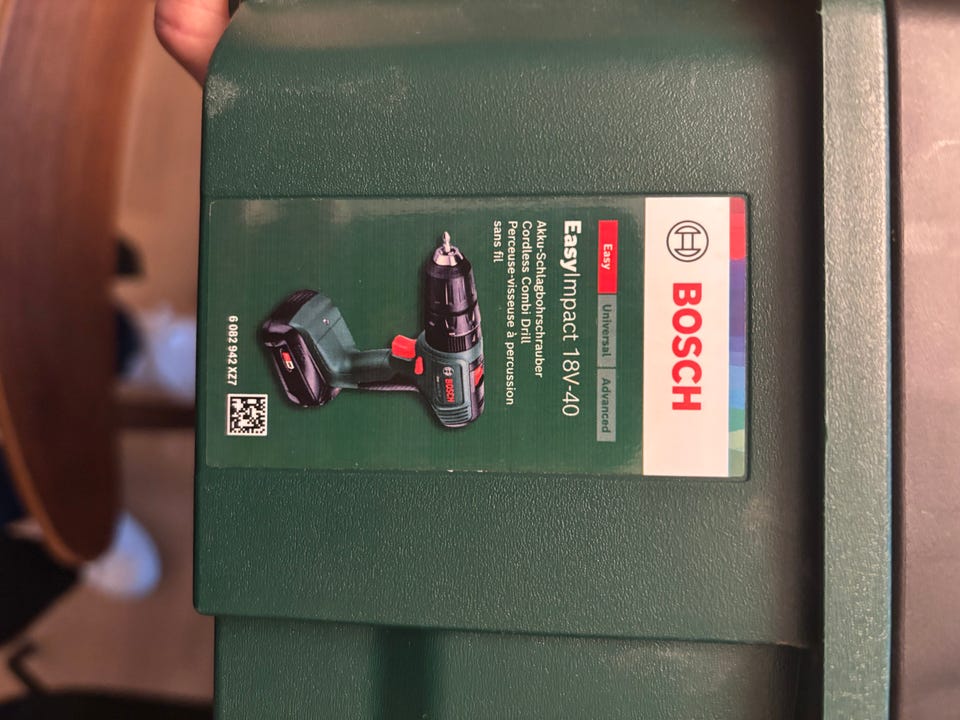 BOSCH
Easy Universal Advanced
EasyImpact 18V-40
Akku-Schlagbohrschrauber
Cordless Combi Drill
Perceuse-visseuse à percussion
sans fil
BOSCH
6 082 942 XZ7